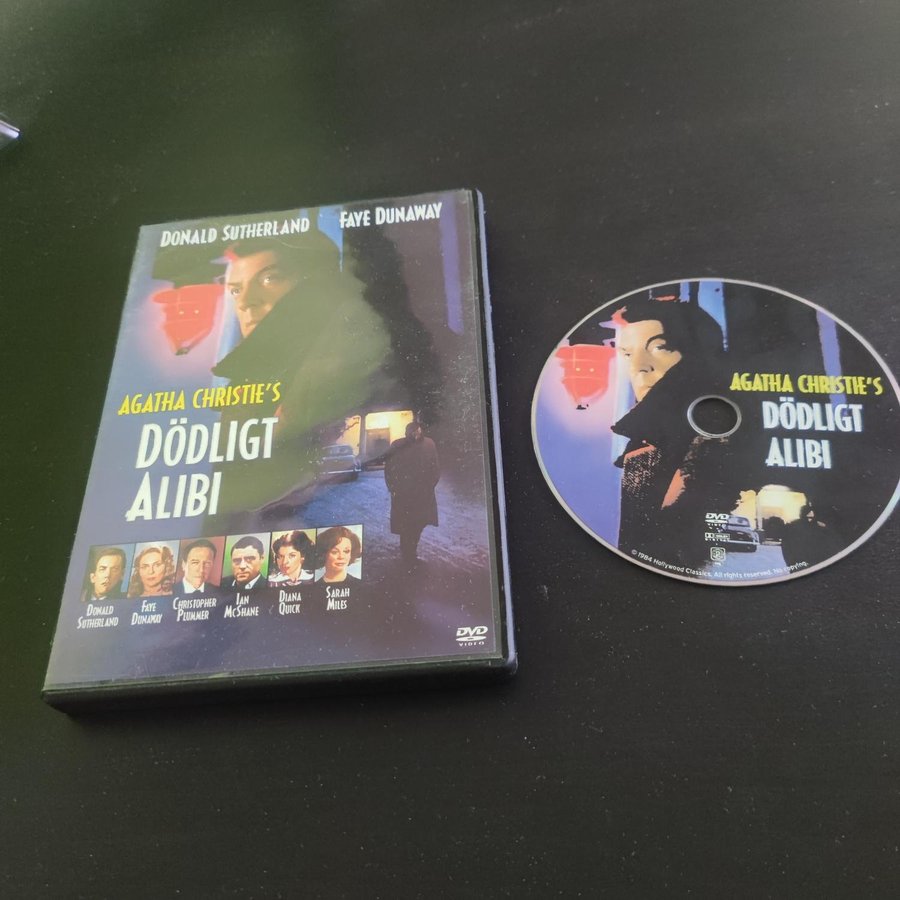 DONALD SUTHERLAND FAYE DUNAWAY
AGATHA CHRISTIE'S
DÖDLIGT
ALIBI
DONALD SUTHERLAND
FAYE DUNAWAY
CHRISTOPHER PLUMMER
IAN MCSHANE
DIANA QUICK
SARAH MILES
DVD
VIDEO
AGATHA CHRISTIE'S
DÖDLIGT
ALIBI
DVD
VIDEO
© 1984 Hollywood Classics. All rights reserved. No copying.